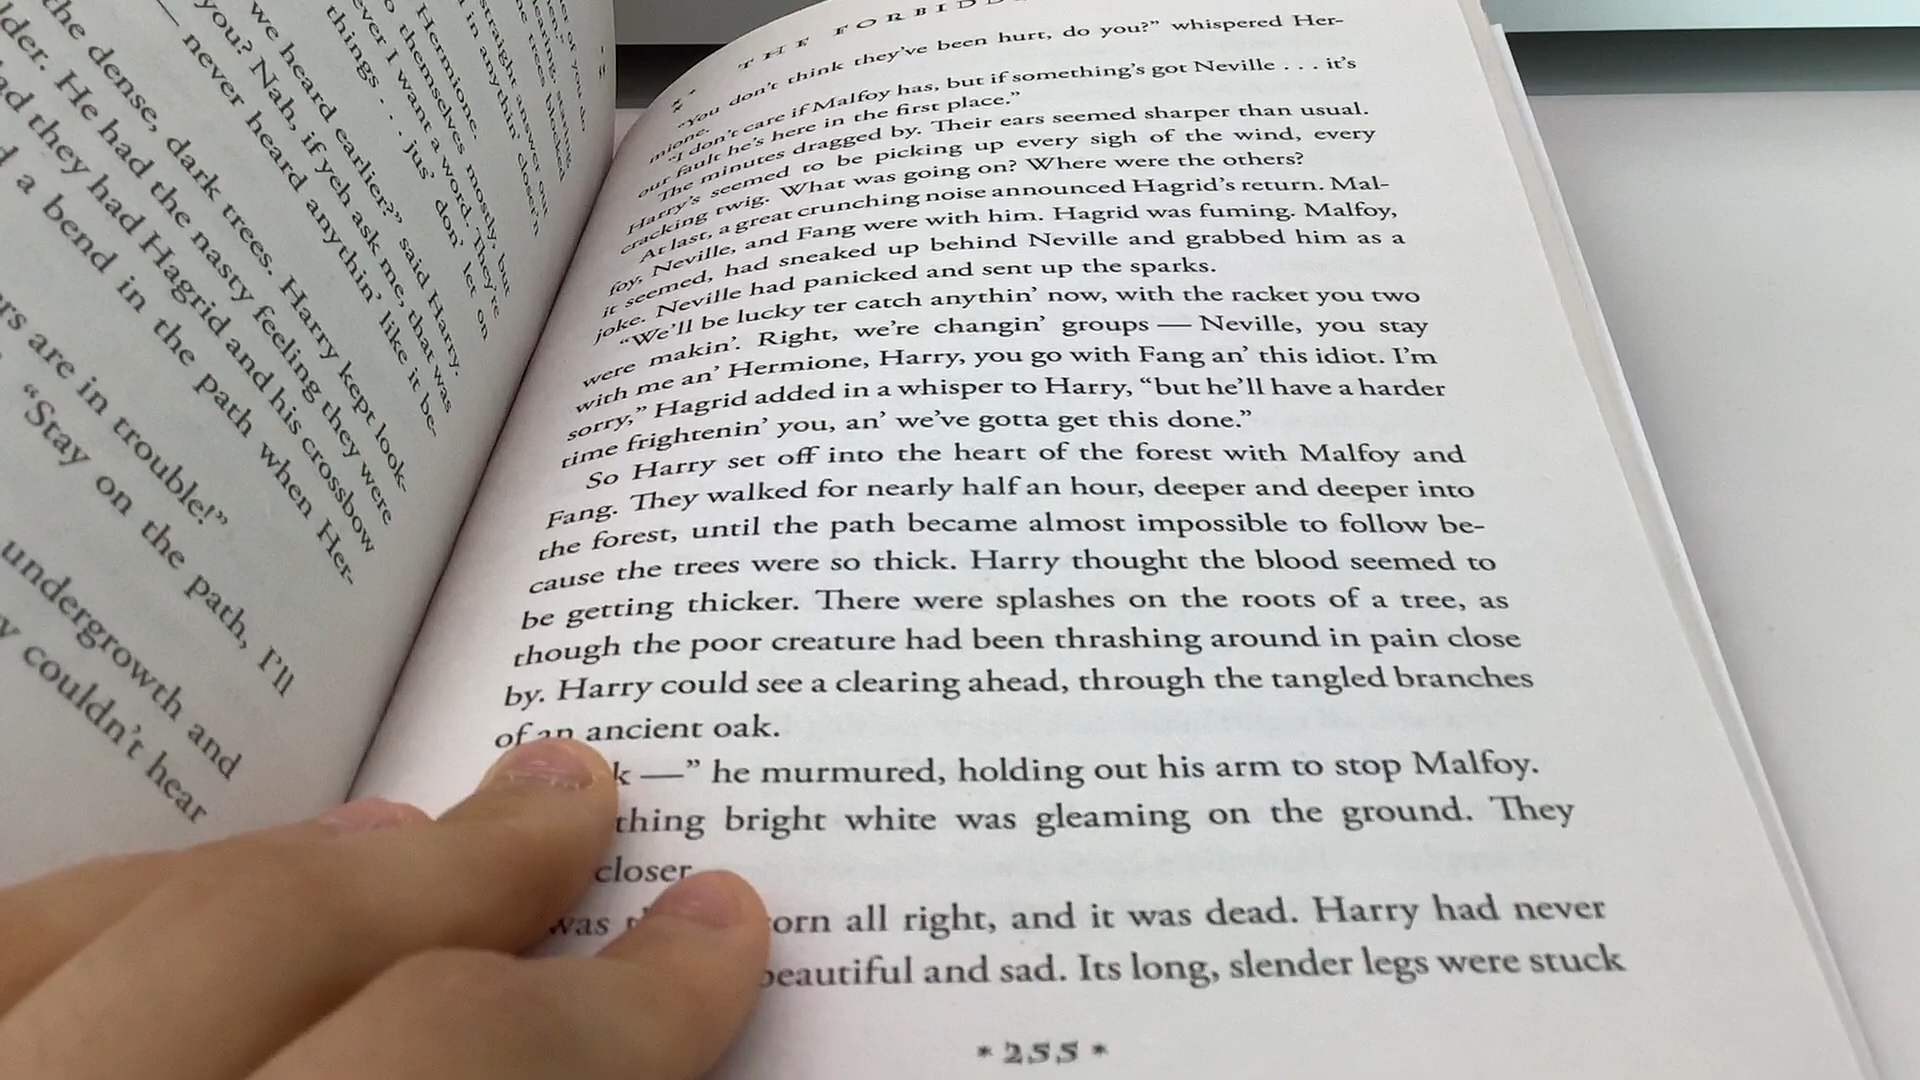 of you do
staring
trees blocked
straight answer out
in anythin' closer'n
Hermione.
themselves mostly, but
I want a word. They're
things . . . jus' don' let on
we heard earlier?” said Harry.
you? Nah, if yeh ask me, that was
— never heard anythin' like it be-
the dense, dark trees. Harry kept look-
He had the nasty feeling they were
they had Hagrid and his crossbow
a bend in the path when Her-
are in trouble!”
“Stay on the path, I'll
undergrowth and
couldn't hear
THE FORBIDD
“You don't think they've been hurt, do you?” whispered Her-
mione.
“I don't care if Malfoy has, but if something's got Neville . . . it's
our fault he's here in the first place.”
The minutes dragged by. Their ears seemed sharper than usual.
Harry's seemed to be picking up every sigh of the wind, every
cracking twig. What was going on? Where were the others?
At last, a great crunching noise announced Hagrid's return. Mal-
foy, Neville, and Fang were with him. Hagrid was fuming. Malfoy,
it seemed, had sneaked up behind Neville and grabbed him as a
joke. Neville had panicked and sent up the sparks.
“We'll be lucky ter catch anythin' now, with the racket you two
were makin'. Right, we're changin' groups — Neville, you stay
with me an' Hermione, Harry, you go with Fang an' this idiot. I'm
sorry,” Hagrid added in a whisper to Harry, “but he'll have a harder
time frightenin' you, an' we've gotta get this done.”
So Harry set off into the heart of the forest with Malfoy and
Fang. They walked for nearly half an hour, deeper and deeper into
the forest, until the path became almost impossible to follow be-
cause the trees were so thick. Harry thought the blood seemed to
be getting thicker. There were splashes on the roots of a tree, as
though the poor creature had been thrashing around in pain close
by. Harry could see a clearing ahead, through the tangled branches
of an ancient oak.
k —” he murmured, holding out his arm to stop Malfoy.
thing bright white was gleaming on the ground. They
closer.
was orn all right, and it was dead. Harry had never
beautiful and sad. Its long, slender legs were stuck
* 255 *